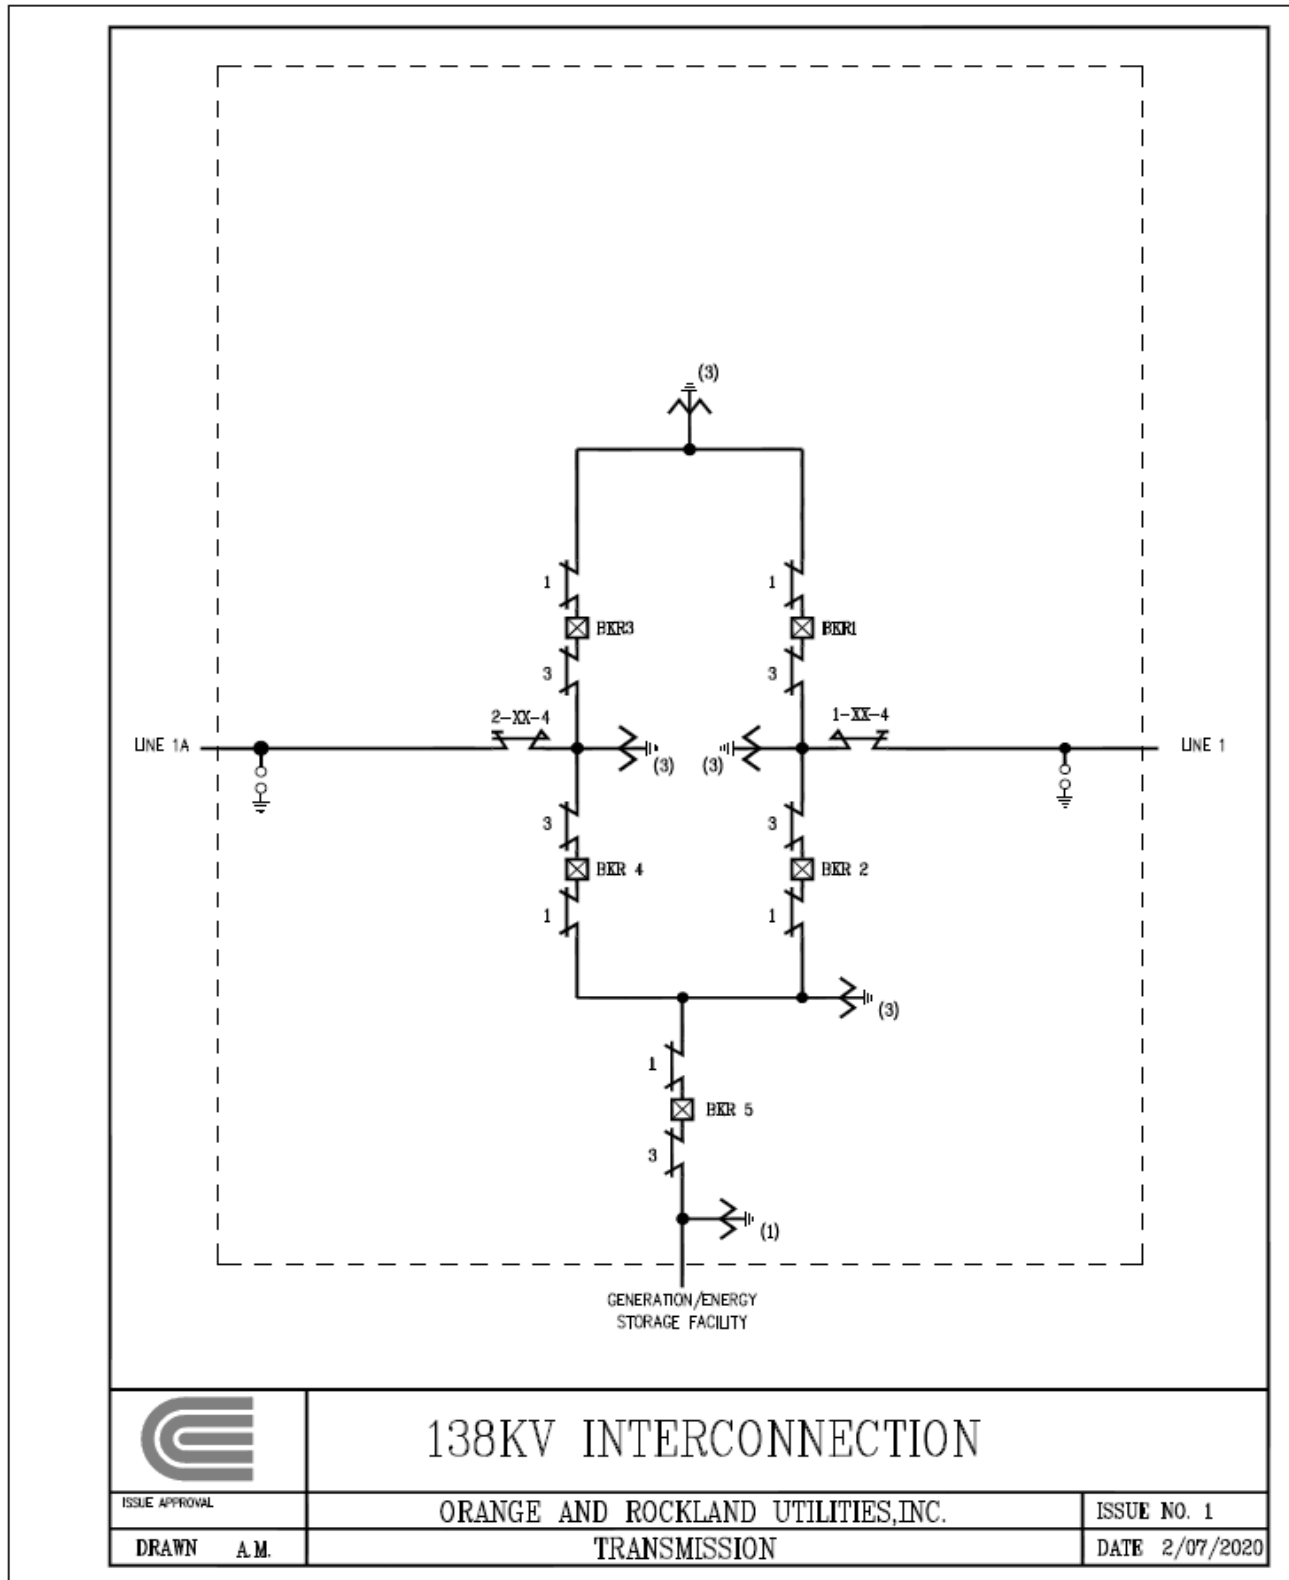 (3)
1
1
BKR3
BKR1
3
3
2-XX-4
1-XX-4
LINE 1A
LINE 1
(3)
(3)
3
3
BKR 4
BKR 2
1
1
(3)
1
BKR 5
3
(1)
GENERATION/ENERGY
STORAGE FACILITY
138KV INTERCONNECTION
ISSUE APPROVAL
ORANGE AND ROCKLAND UTILITIES,INC.
ISSUE NO. 1
DRAWN A.M.
TRANSMISSION
DATE 2/07/2020